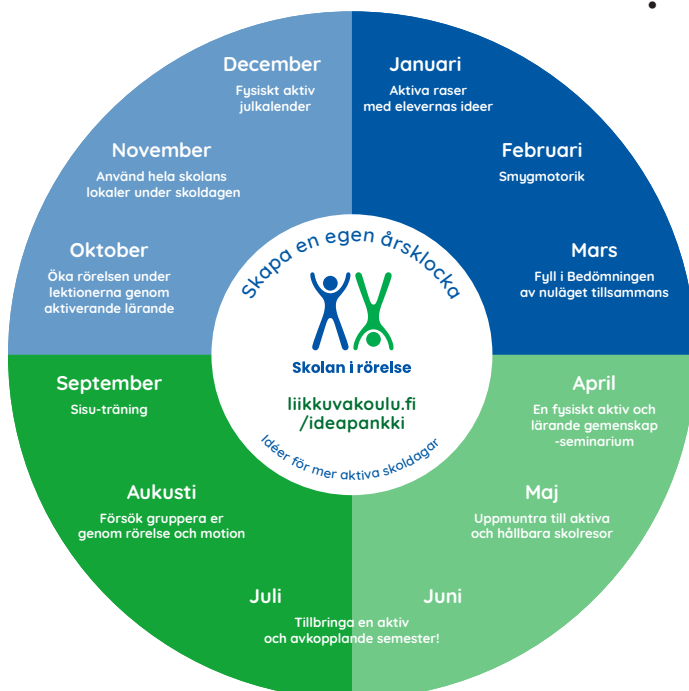 Januari
Aktiva raser
med elevernas ideer
Februari
Smygmotorik
Mars
Fyll i Bedömningen
av nuläget tillsammans
April
En fysiskt aktiv och
lärande gemenskap
-seminarium
Maj
Uppmuntra till aktiva
och hållbara skolresor
Juni
Juli
Tillbringa en aktiv
och avkopplande semester!
Aukusti
Försök gruppera er
genom rörelse och motion
September
Sisu-träning
Oktober
Öka rörelsen under
lektionerna genom
aktiverande lärande
November
Använd hela skolans
lokaler under skoldagen
December
Fysiskt aktiv
julkalender
Skapa en egen årsklocka
Skolan i rörelse
liikkuvakoulu.fi
/ideapankki
Idéer för mer aktiva skoldagar